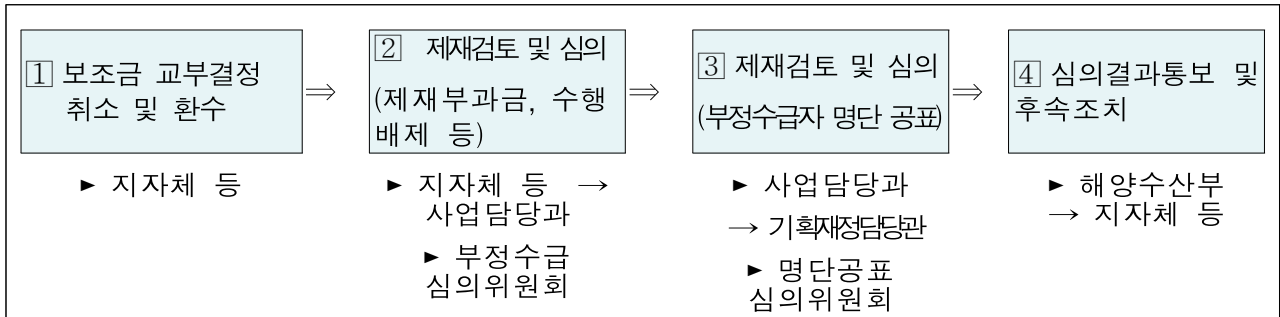 1 보조금 교부결정
취소 및 환수
⇒
2 제재검토 및 심의
(제재부과금, 수행
배제 등)
⇒
3 제재검토 및 심의
(부정수급자 명단 공표)
⇒
4 심의결과통보 및
후속조치
► 지자체 등
► 지자체 등 →
사업담당과
► 부정수급
심의위원회
► 사업담당과
→ 기획재정담당관
► 명단공표
심의위원회
► 해양수산부
→ 지자체 등